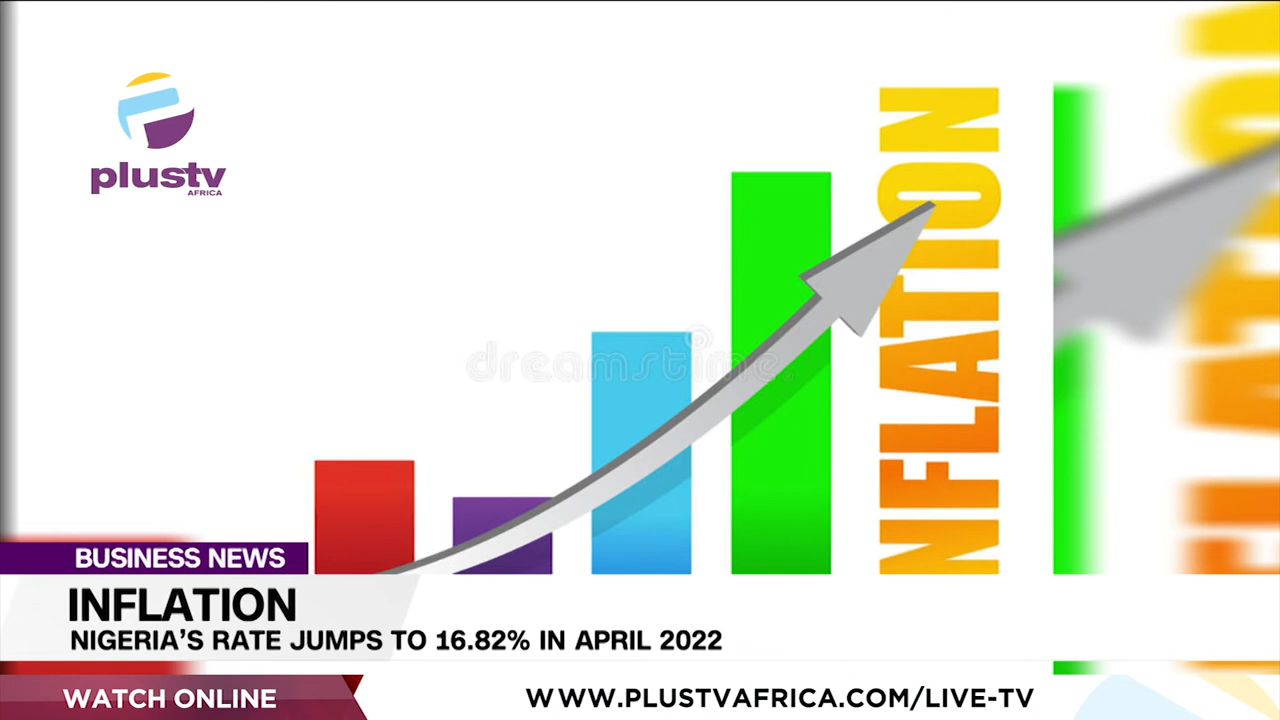 plustv
AFRICA
INFLATION
dreamstime.
BUSINESS NEWS
INFLATION
NIGERIA'S RATE JUMPS TO 16.82% IN APRIL 2022
WATCH ONLINE
WWW.PLUSTVAFRICA.COM/LIVE-TV